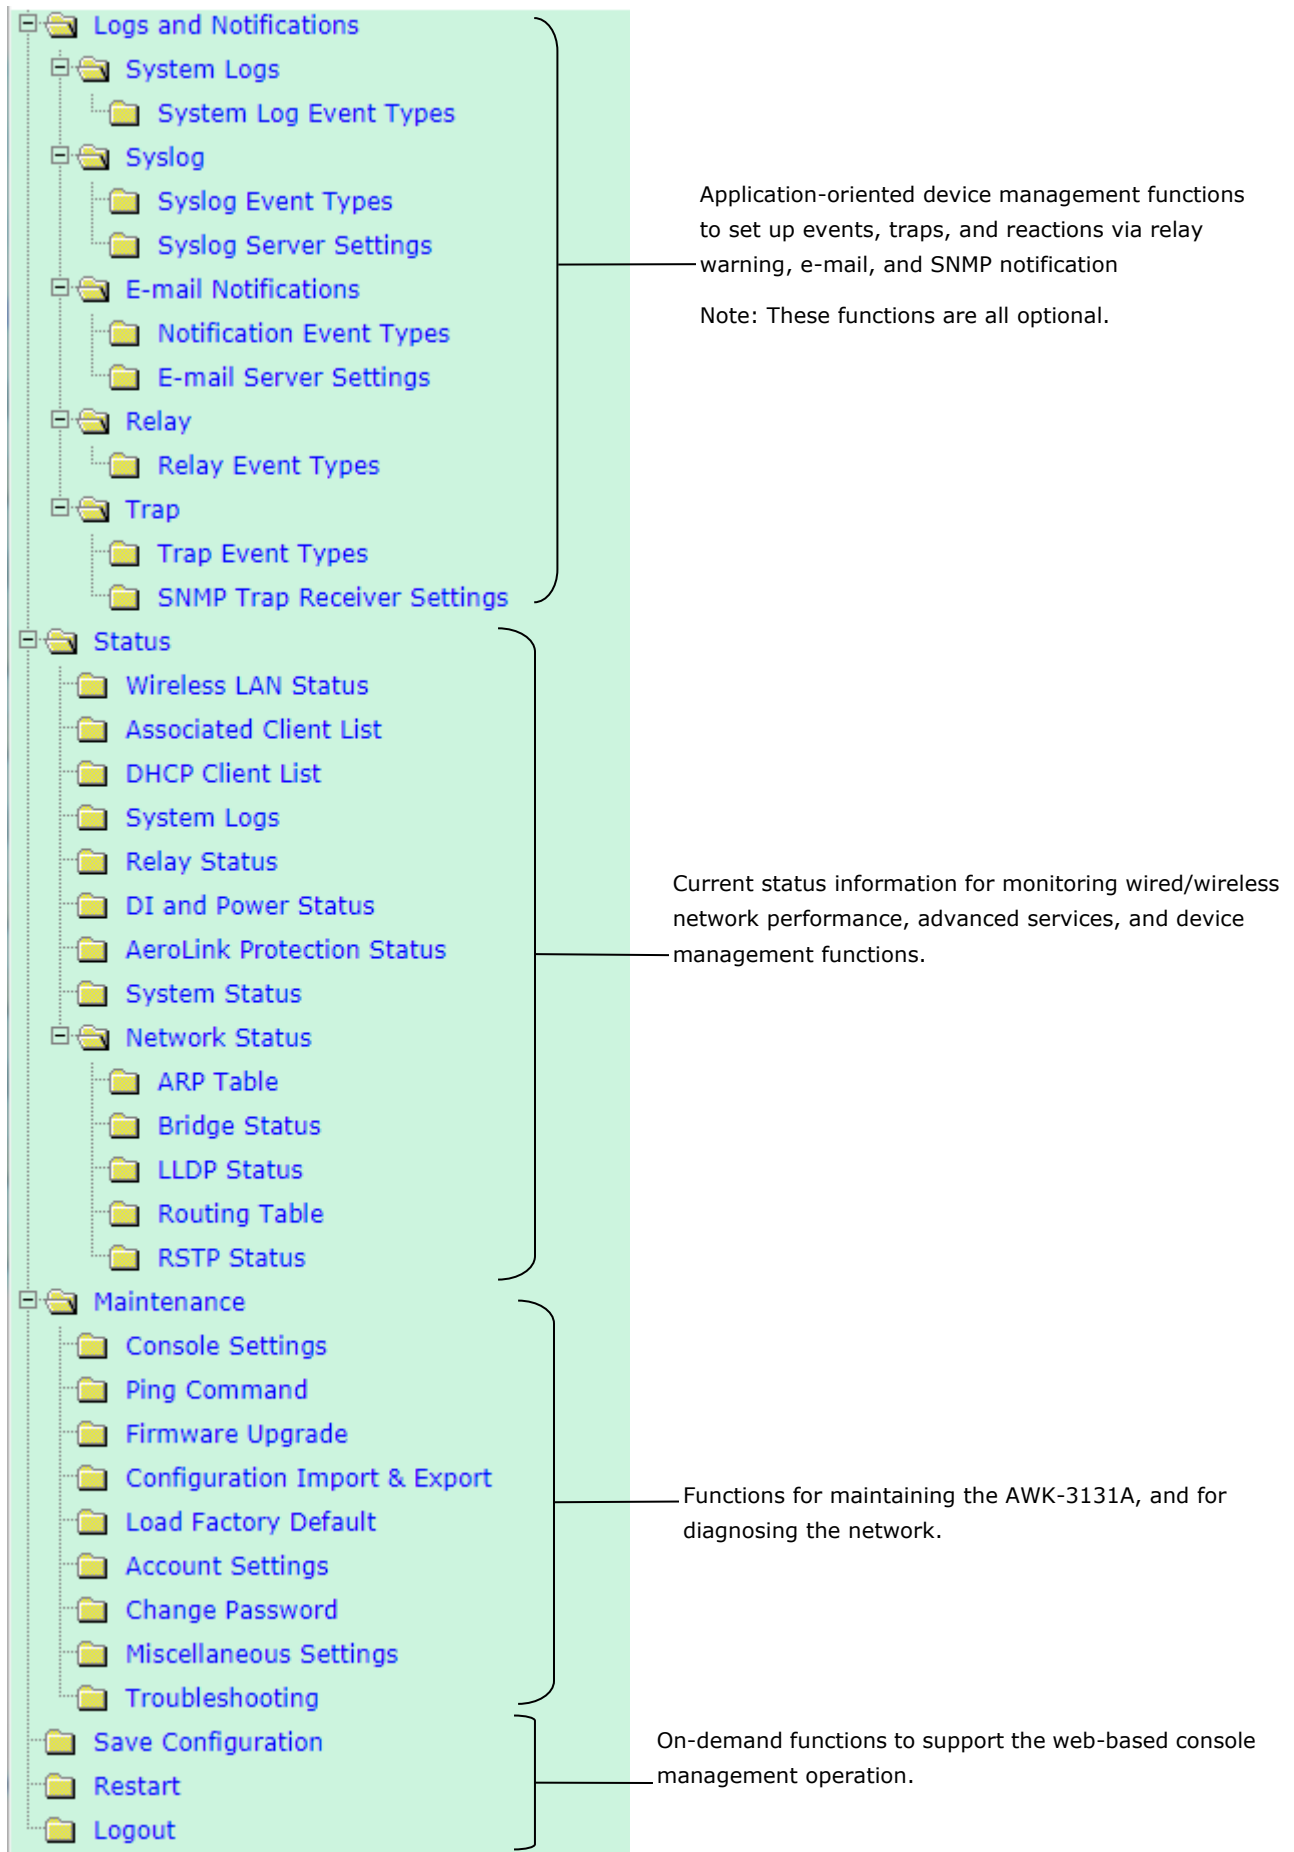 Logs and Notifications
System Logs
System Log Event Types
Syslog
Syslog Event Types
Syslog Server Settings
E-mail Notifications
Notification Event Types
E-mail Server Settings
Relay
Relay Event Types
Trap
Trap Event Types
SNMP Trap Receiver Settings
Application-oriented device management functions
to set up events, traps, and reactions via relay
warning, e-mail, and SNMP notification
Note: These functions are all optional.
Status
Wireless LAN Status
Associated Client List
DHCP Client List
System Logs
Relay Status
DI and Power Status
AeroLink Protection Status
System Status
Network Status
ARP Table
Bridge Status
LLDP Status
Routing Table
RSTP Status
Current status information for monitoring wired/wireless
network performance, advanced services, and device
management functions.
Maintenance
Console Settings
Ping Command
Firmware Upgrade
Configuration Import & Export
Load Factory Default
Account Settings
Change Password
Miscellaneous Settings
Troubleshooting
Functions for maintaining the AWK-3131A, and for
diagnosing the network.
Save Configuration
Restart
Logout
On-demand functions to support the web-based console
management operation.